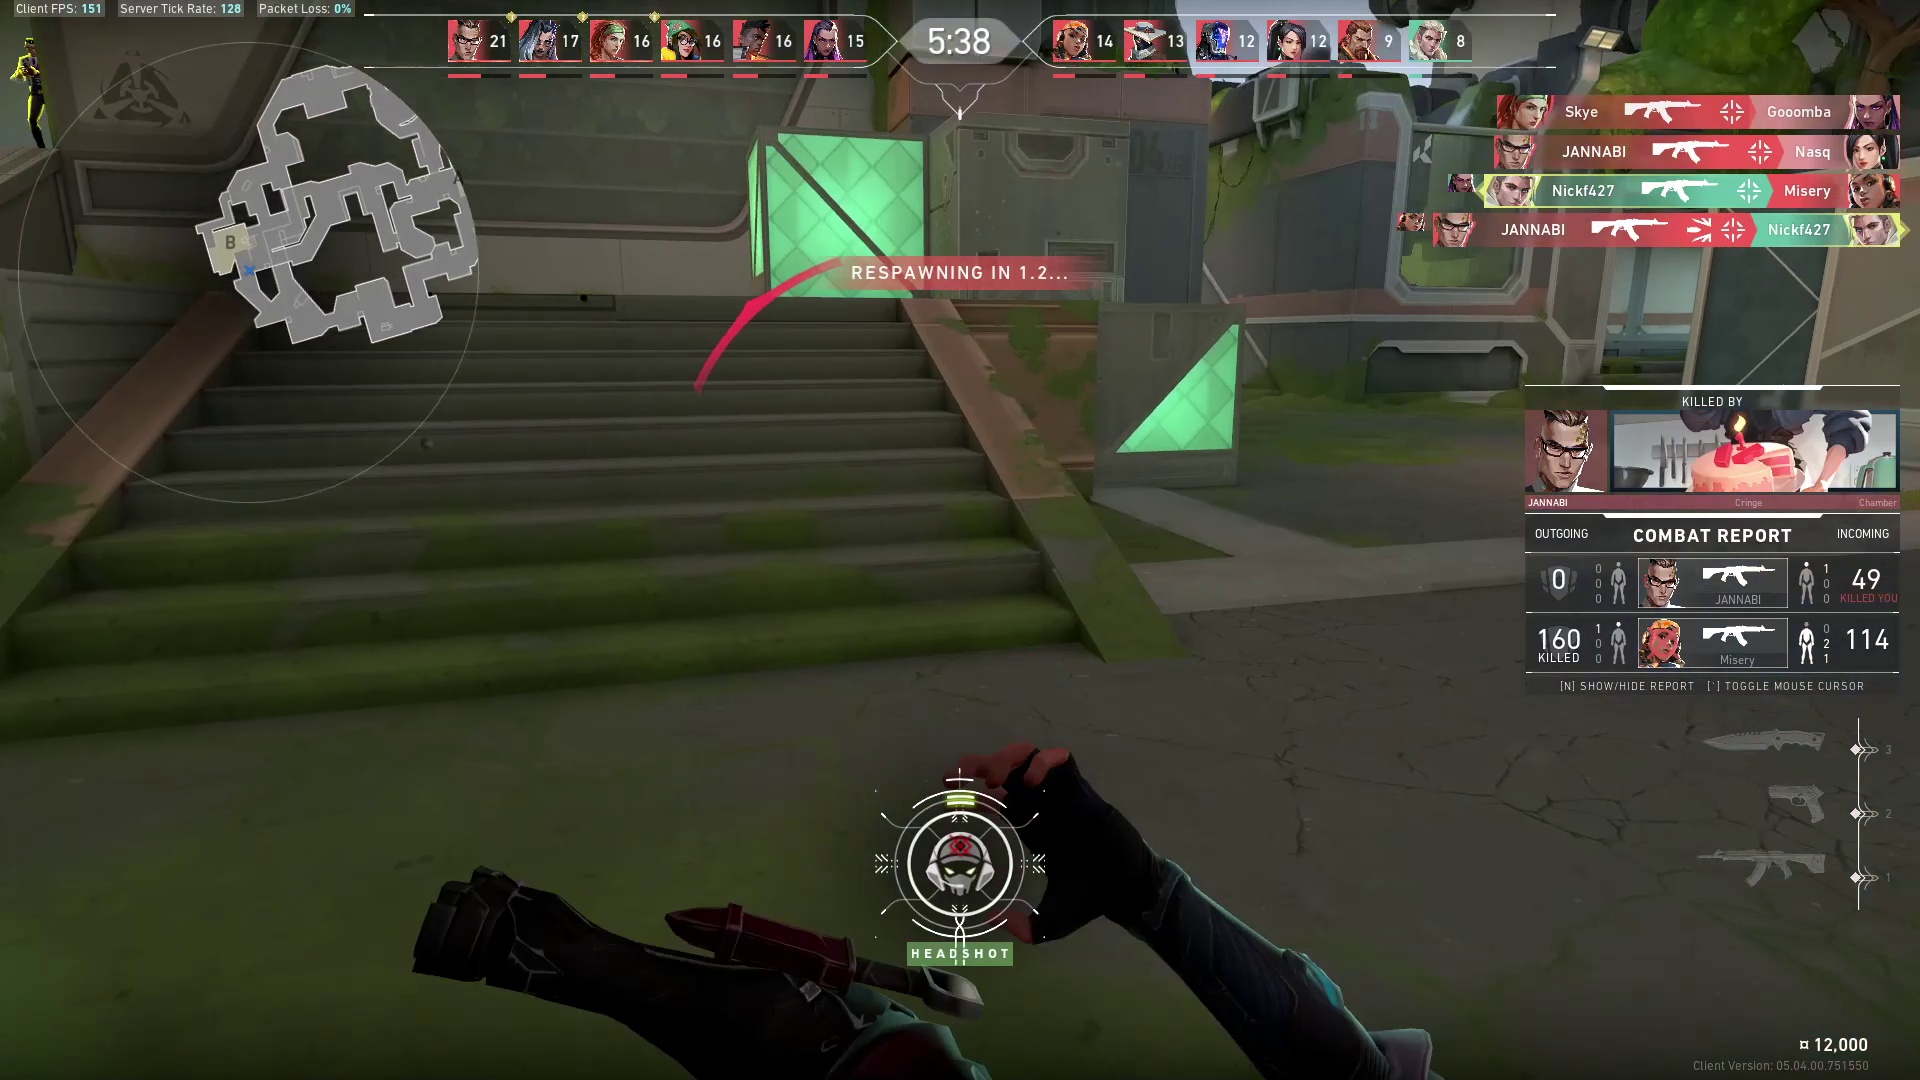 Client FPS: 151 Server Tick Rate: 128 Packet Loss: 0%
21 17 16 16 16 15 5:38 14 13 12 12 9 8
Skye Gooomba
JANNABI Nasq
Nickf427 Misery
JANNABI Nickf427
B
RESPAWNING IN 1.2...
KILLED BY
JANNABI Cringe Chamber
OUTGOING COMBAT REPORT INCOMING
0 0 0 0 JANNABI 1 0 0 49 KILLED YOU
160 KILLED 1 0 0 Misery 0 2 1 114
[N] SHOW/HIDE REPORT [`] TOGGLE MOUSE CURSOR
3
2
1
HEADSHOT
¤ 12,000
Client Version: 05.04.00.751550